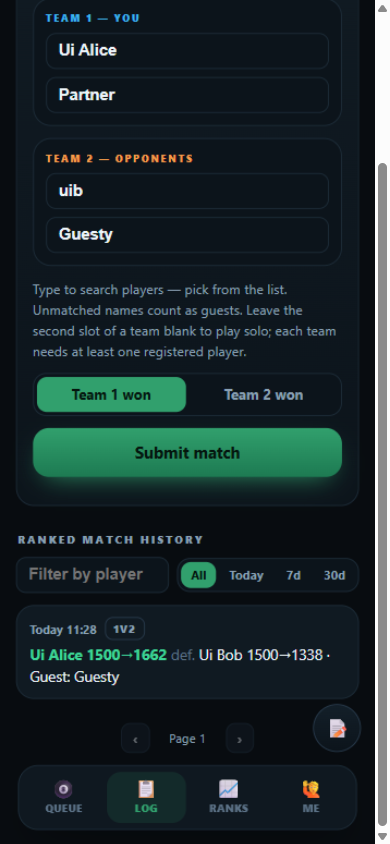 TEAM 1 — YOU
Ui Alice
Partner
TEAM 2 — OPPONENTS
uib
Guesty
Type to search players — pick from the list.
Unmatched names count as guests. Leave the
second slot of a team blank to play solo; each team
needs at least one registered player.
Team 1 won Team 2 won
Submit match
RANKED MATCH HISTORY
Filter by player All Today 7d 30d
Today 11:28 1V2
Ui Alice 1500→1662 def. Ui Bob 1500→1338 ·
Guest: Guesty
‹ Page 1 ›
QUEUE LOG RANKS ME